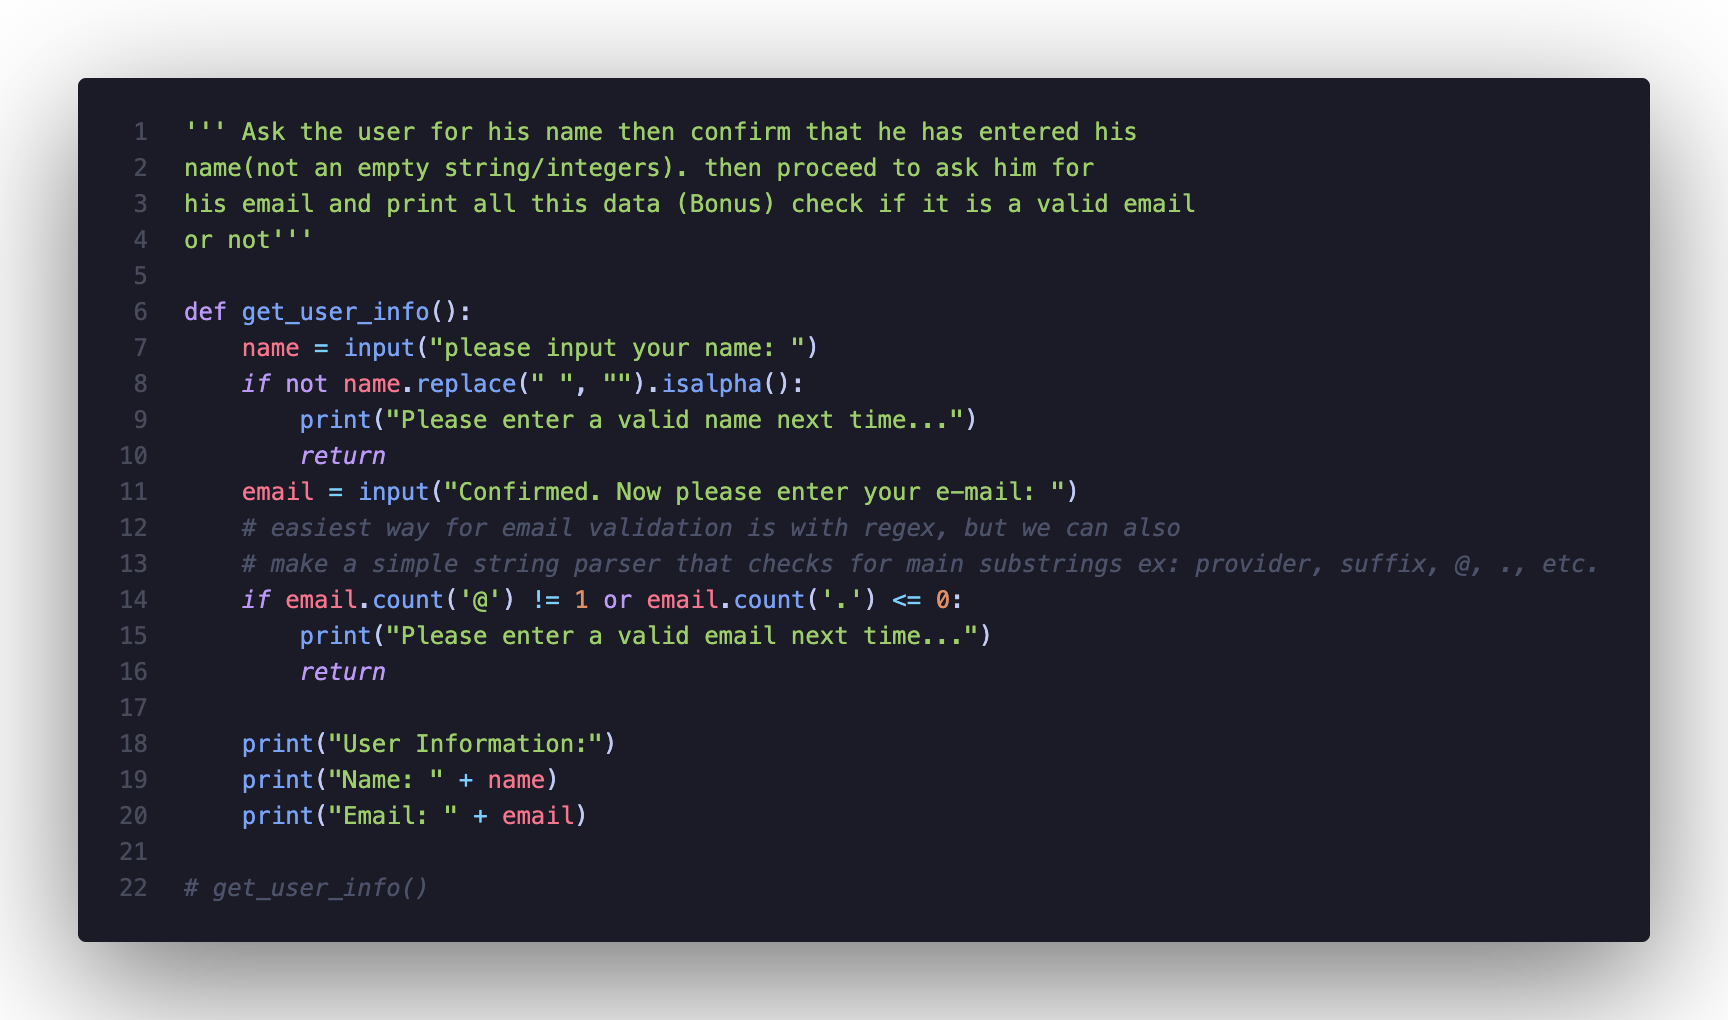 1 ''' Ask the user for his name then confirm that he has entered his
2 name(not an empty string/integers). then proceed to ask him for
3 his email and print all this data (Bonus) check if it is a valid email
4 or not'''
5
6 def get_user_info():
7     name = input("please input your name: ")
8     if not name.replace(" ", "").isalpha():
9         print("Please enter a valid name next time...")
10         return
11     email = input("Confirmed. Now please enter your e-mail: ")
12     # easiest way for email validation is with regex, but we can also
13     # make a simple string parser that checks for main substrings ex: provider, suffix, @, ., etc.
14     if email.count('@') != 1 or email.count('.') <= 0:
15         print("Please enter a valid email next time...")
16         return
17
18     print("User Information:")
19     print("Name: " + name)
20     print("Email: " + email)
21
22 # get_user_info()